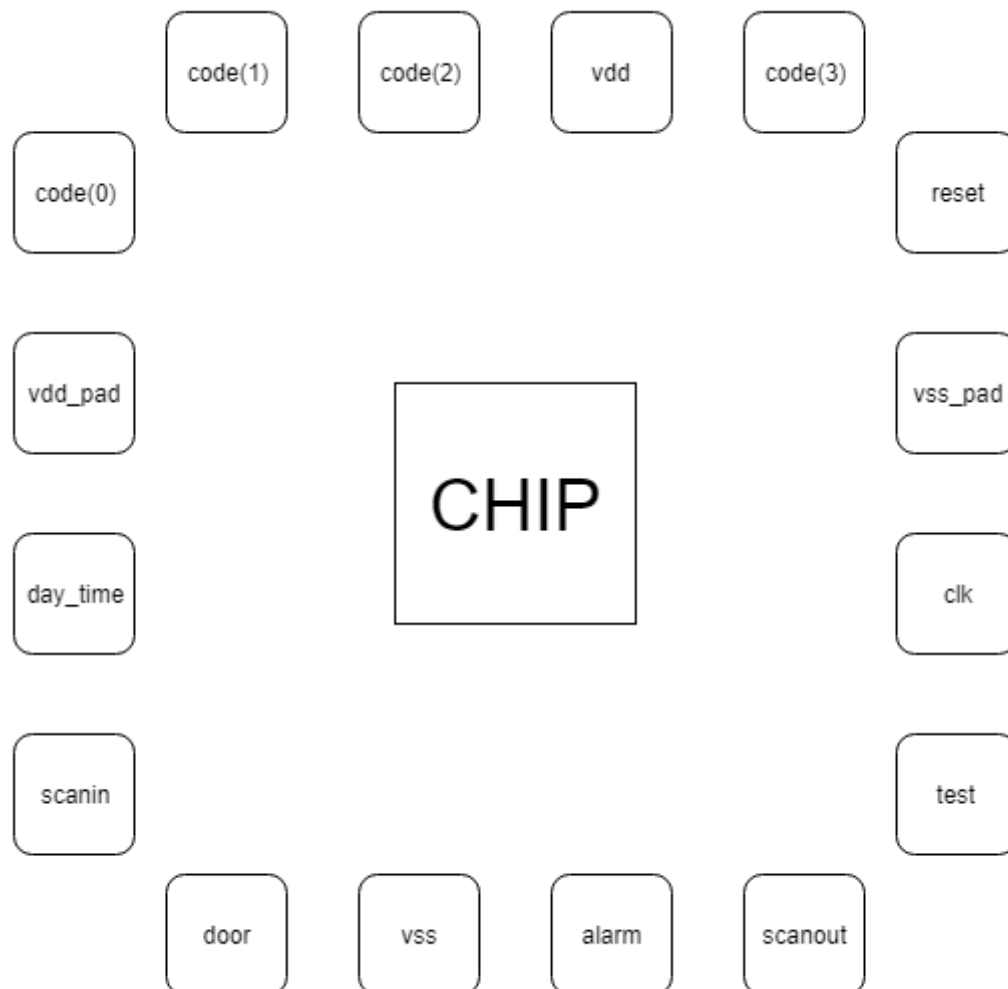 code(1)
code(2)
vdd
code(3)
code(0)
reset
vdd_pad
vss_pad
CHIP
day_time
clk
scanin
test
door
vss
alarm
scanout